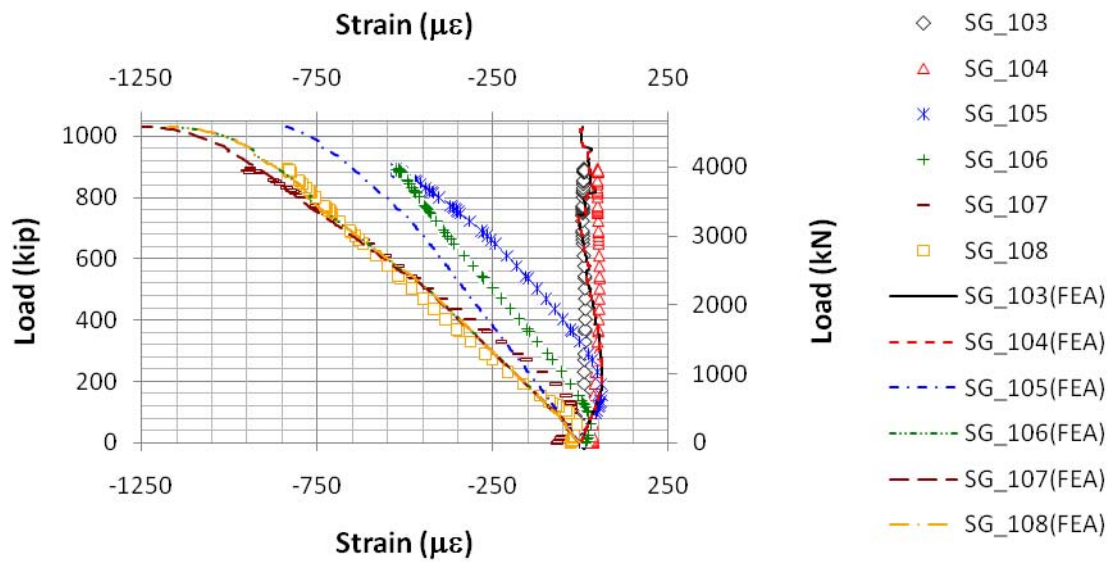 Strain (µε)
-1250 -750 -250 250
1000
800
600
400
200
0
Load (kip)
4000
3000
2000
1000
0
Load (kN)
-1250 -750 -250 250
Strain (µε)
SG_103
SG_104
SG_105
SG_106
SG_107
SG_108
SG_103(FEA)
SG_104(FEA)
SG_105(FEA)
SG_106(FEA)
SG_107(FEA)
SG_108(FEA)